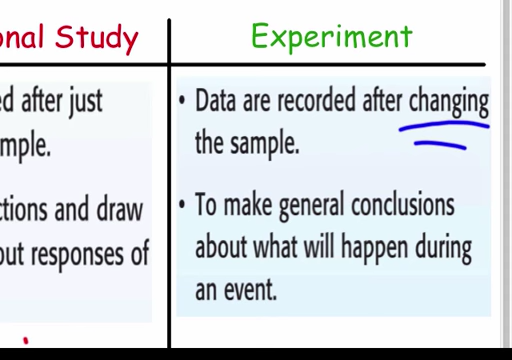 onal Study
Experiment
ed after just
mple.
ctions and draw
out responses of
• Data are recorded after changing
the sample.
• To make general conclusions
about what will happen during
an event.